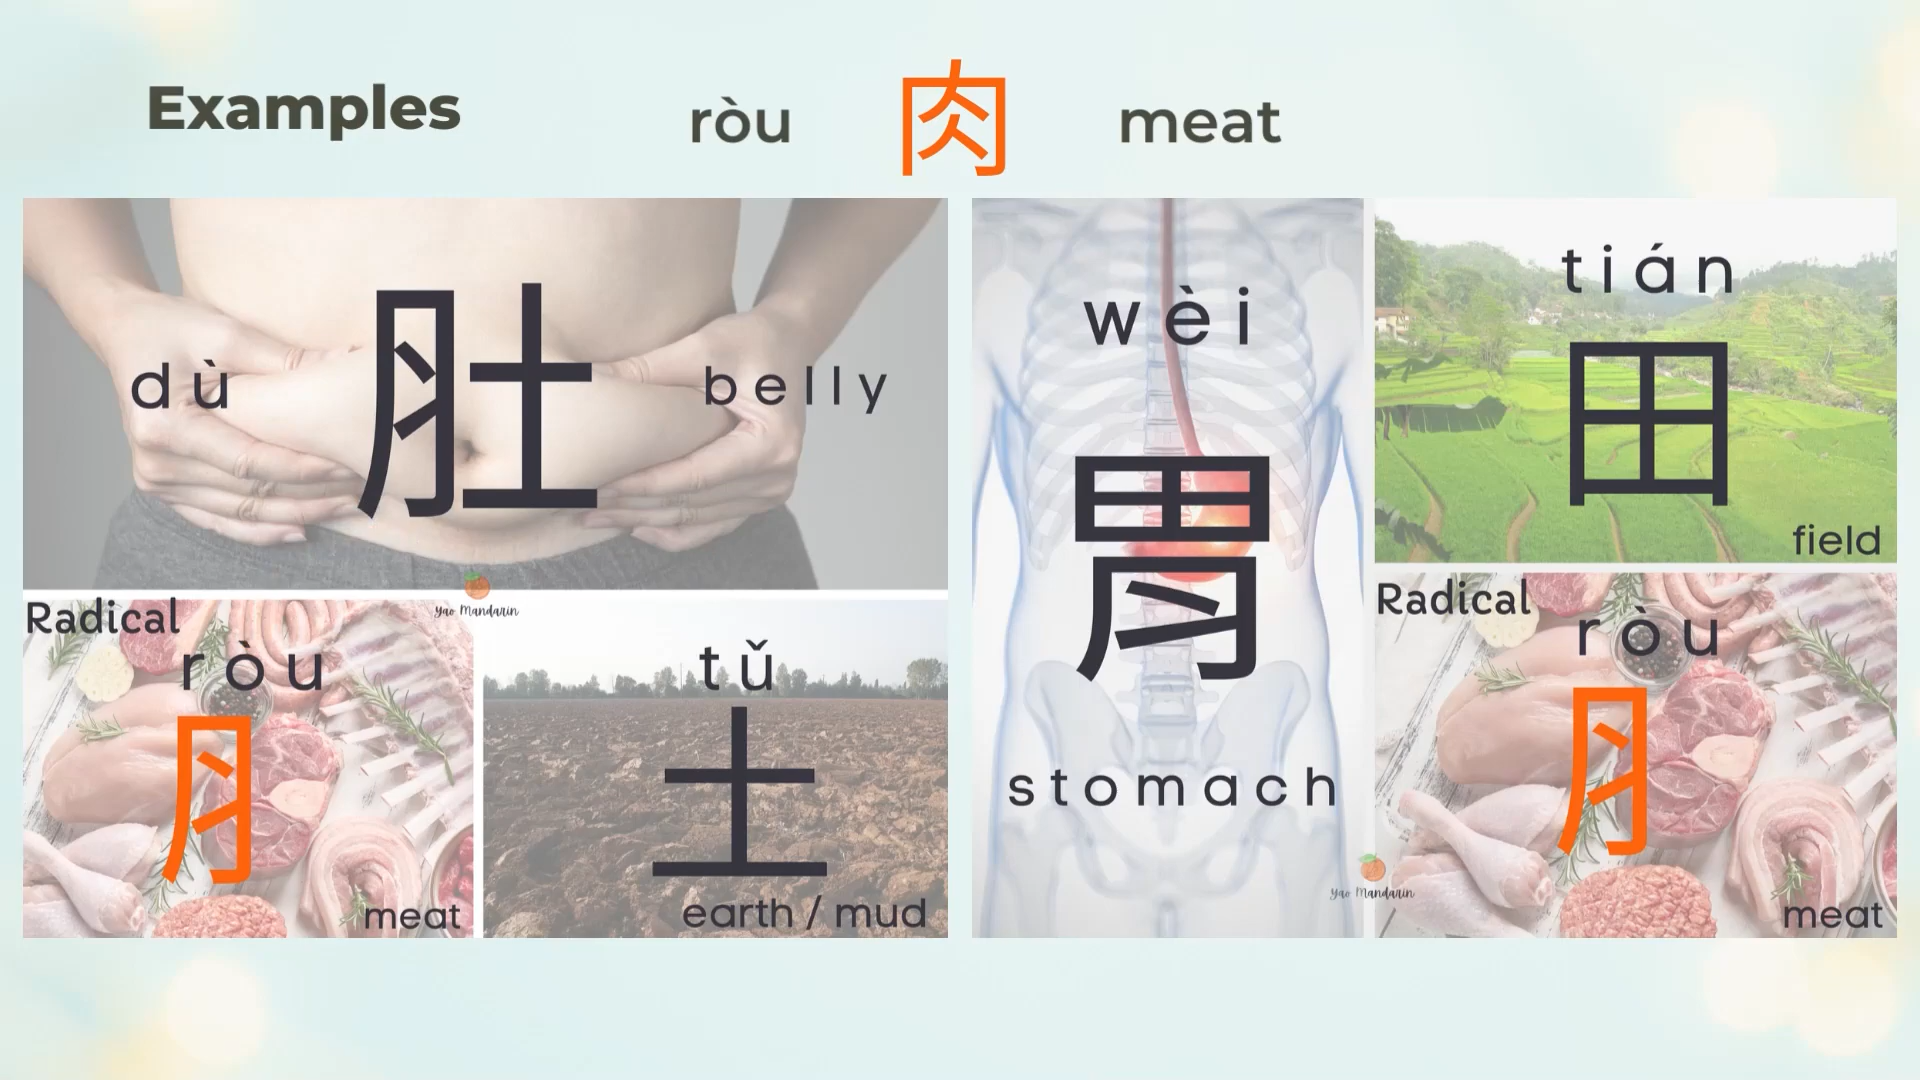 Examples
ròu 肉 meat
dù 肚 belly
Radical
ròu
⺼
meat
Yao Mandarin
tǔ
土
earth / mud
wèi
胃
stomach
tián
田
field
Radical
ròu
⺼
meat
Yao Mandarin